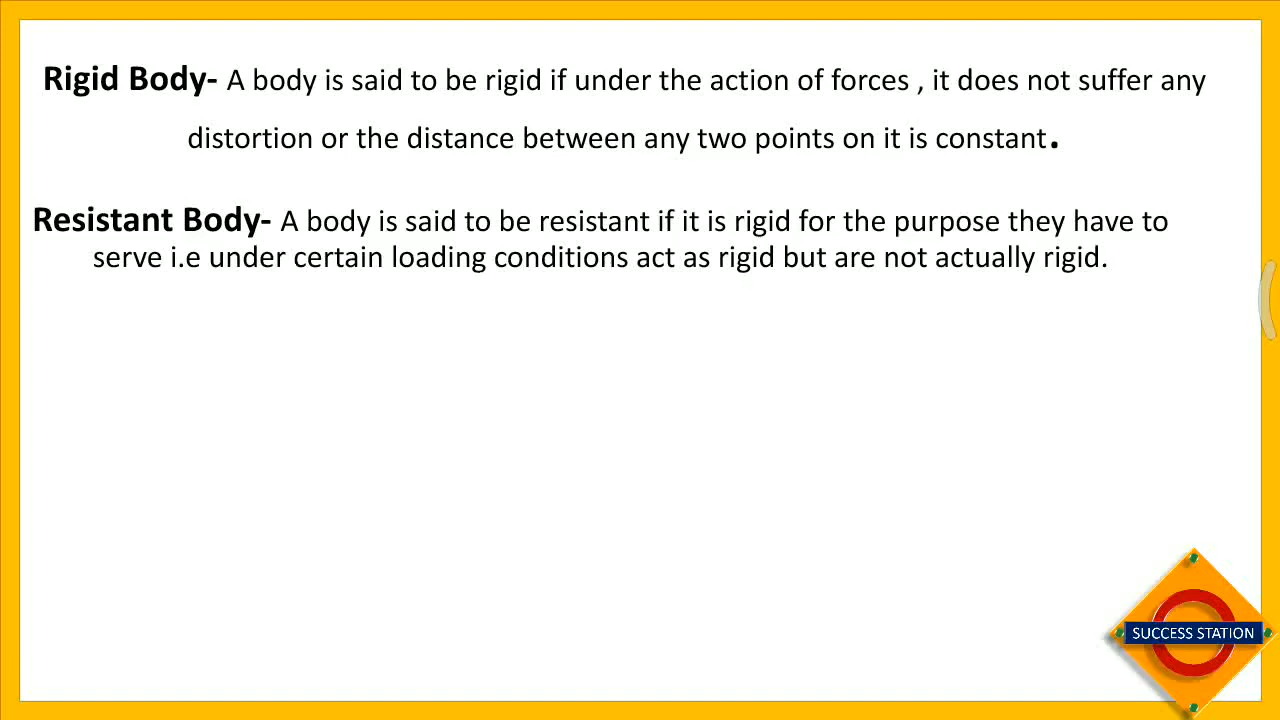 Rigid Body- A body is said to be rigid if under the action of forces , it does not suffer any
distortion or the distance between any two points on it is constant.
Resistant Body- A body is said to be resistant if it is rigid for the purpose they have to
serve i.e under certain loading conditions act as rigid but are not actually rigid.
SUCCESS STATION